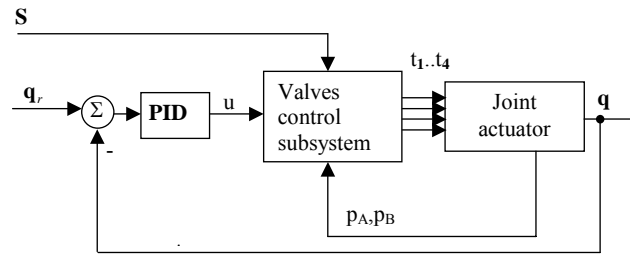 S
t1..t4
qr
Σ
PID
u
Valves
control
subsystem
Joint
actuator
q
-
pA,pB